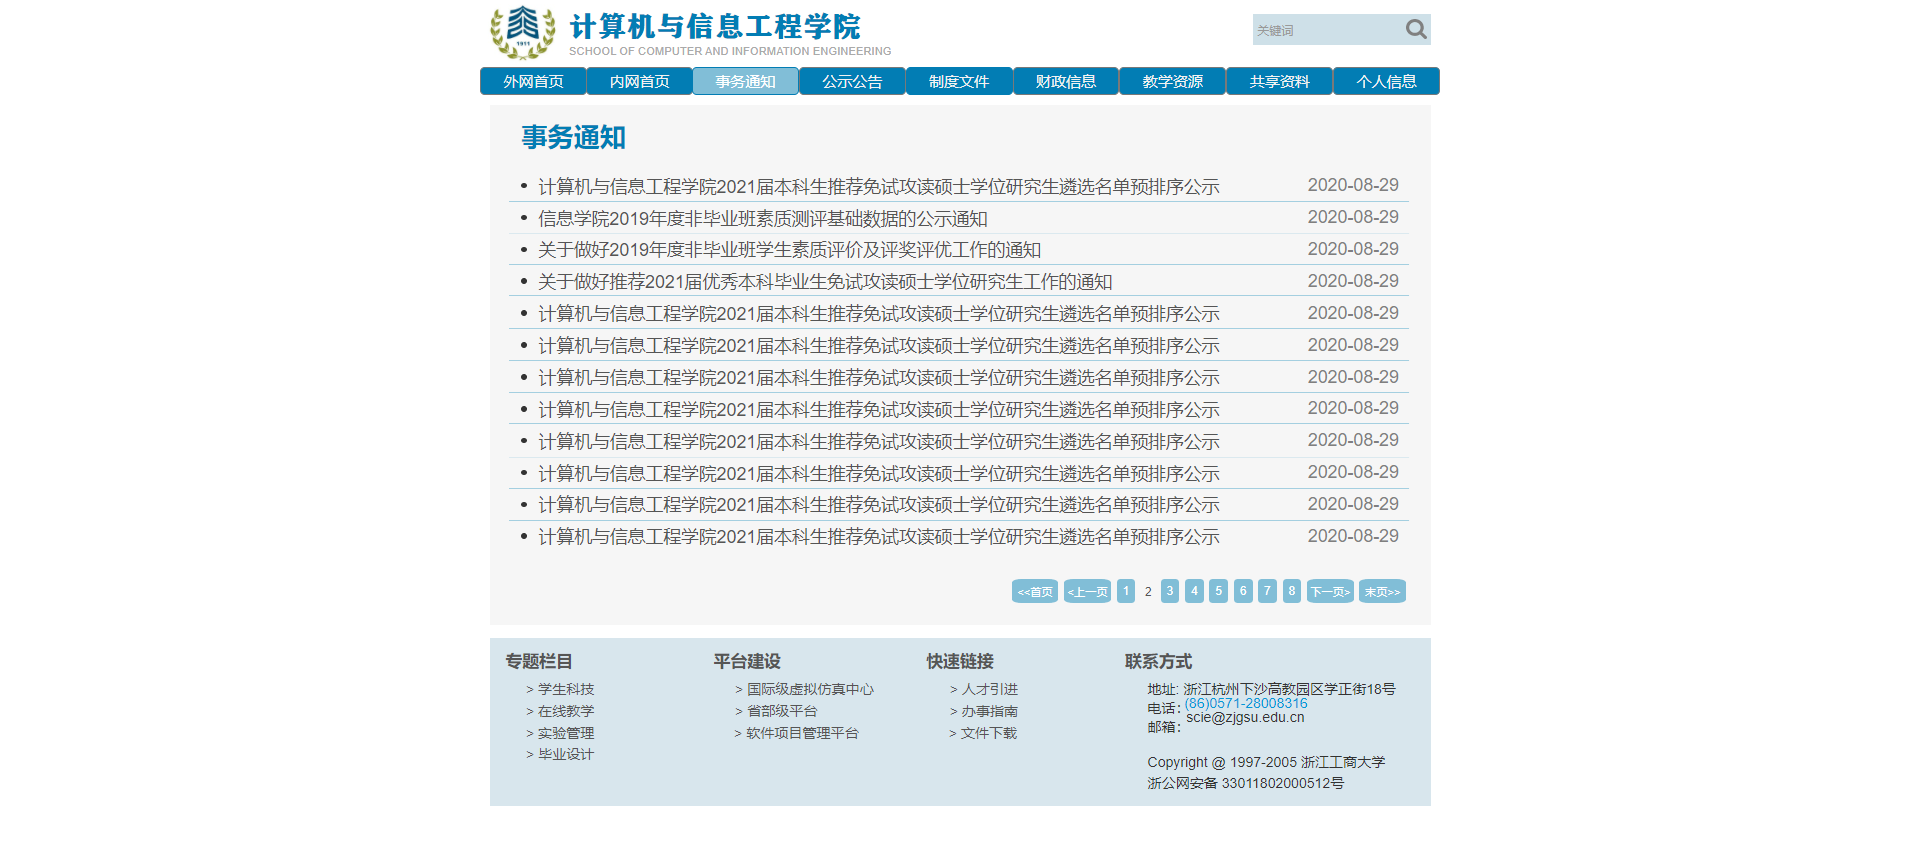 1911
计算机与信息工程学院
SCHOOL OF COMPUTER AND INFORMATION ENGINEERING
关键词
外网首页 内网首页 事务通知 公示公告 制度文件 财政信息 教学资源 共享资料 个人信息
事务通知
• 计算机与信息工程学院2021届本科生推荐免试攻读硕士学位研究生遴选名单预排序公示 2020-08-29
• 信息学院2019年度非毕业班素质测评基础数据的公示通知 2020-08-29
• 关于做好2019年度非毕业班学生素质评价及评奖评优工作的通知 2020-08-29
• 关于做好推荐2021届优秀本科毕业生免试攻读硕士学位研究生工作的通知 2020-08-29
• 计算机与信息工程学院2021届本科生推荐免试攻读硕士学位研究生遴选名单预排序公示 2020-08-29
• 计算机与信息工程学院2021届本科生推荐免试攻读硕士学位研究生遴选名单预排序公示 2020-08-29
• 计算机与信息工程学院2021届本科生推荐免试攻读硕士学位研究生遴选名单预排序公示 2020-08-29
• 计算机与信息工程学院2021届本科生推荐免试攻读硕士学位研究生遴选名单预排序公示 2020-08-29
• 计算机与信息工程学院2021届本科生推荐免试攻读硕士学位研究生遴选名单预排序公示 2020-08-29
• 计算机与信息工程学院2021届本科生推荐免试攻读硕士学位研究生遴选名单预排序公示 2020-08-29
• 计算机与信息工程学院2021届本科生推荐免试攻读硕士学位研究生遴选名单预排序公示 2020-08-29
• 计算机与信息工程学院2021届本科生推荐免试攻读硕士学位研究生遴选名单预排序公示 2020-08-29
<<首页 <上一页 1 2 3 4 5 6 7 8 下一页> 末页>>
专题栏目
> 学生科技
> 在线教学
> 实验管理
> 毕业设计
平台建设
> 国际级虚拟仿真中心
> 省部级平台
> 软件项目管理平台
快速链接
> 人才引进
> 办事指南
> 文件下载
联系方式
地址: 浙江杭州下沙高教园区学正街18号
电话: (86)0571-28008316
邮箱: scie@zjgsu.edu.cn
Copyright @ 1997-2005 浙江工商大学
浙公网安备 33011802000512号